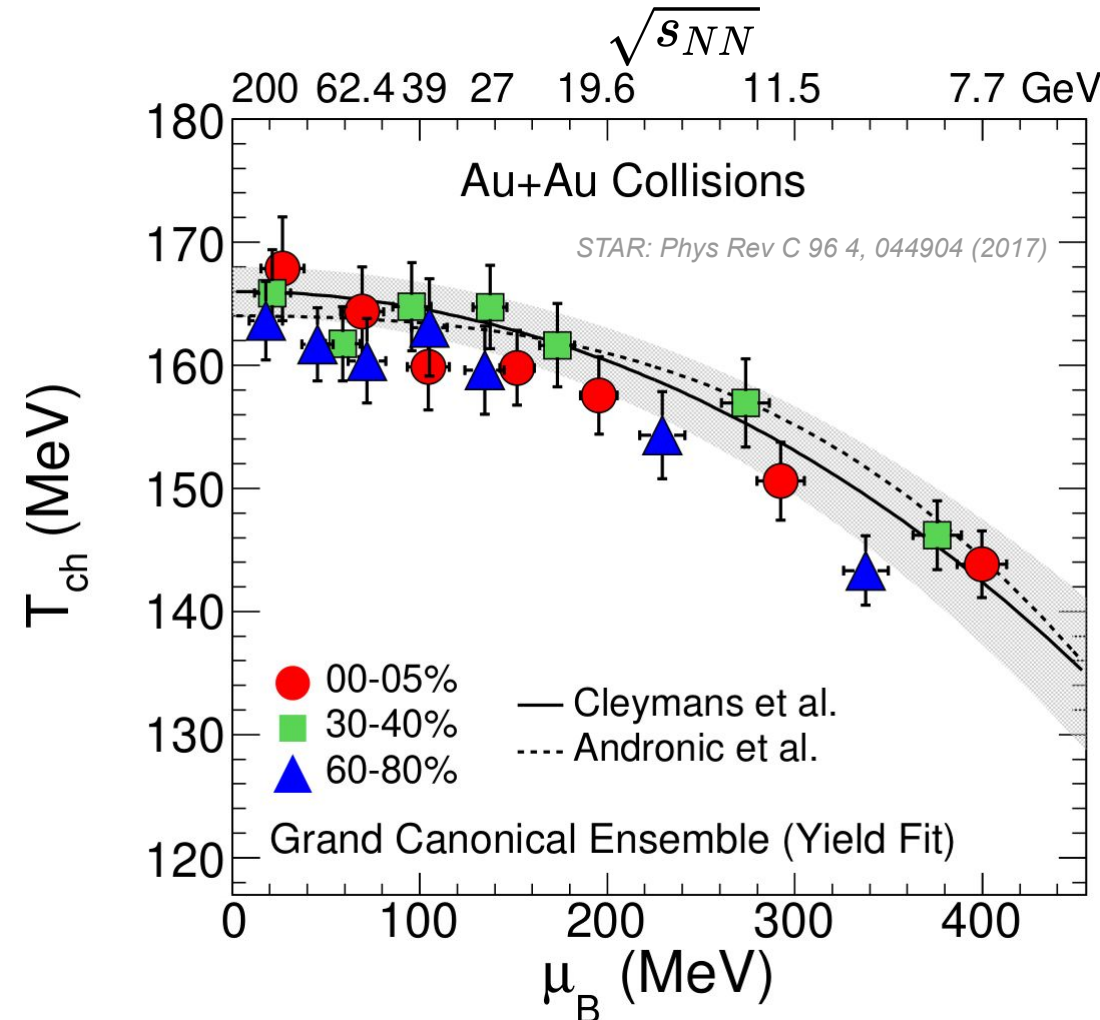 √s_NN
200 62.4 39 27 19.6 11.5 7.7 GeV
180
Au+Au Collisions
170
STAR: Phys Rev C 96 4, 044904 (2017)
160
150
T_ch (MeV)
140
00-05%
30-40%
60-80%
Cleymans et al.
Andronic et al.
130
Grand Canonical Ensemble (Yield Fit)
120
0 100 200 300 400
μ_B (MeV)